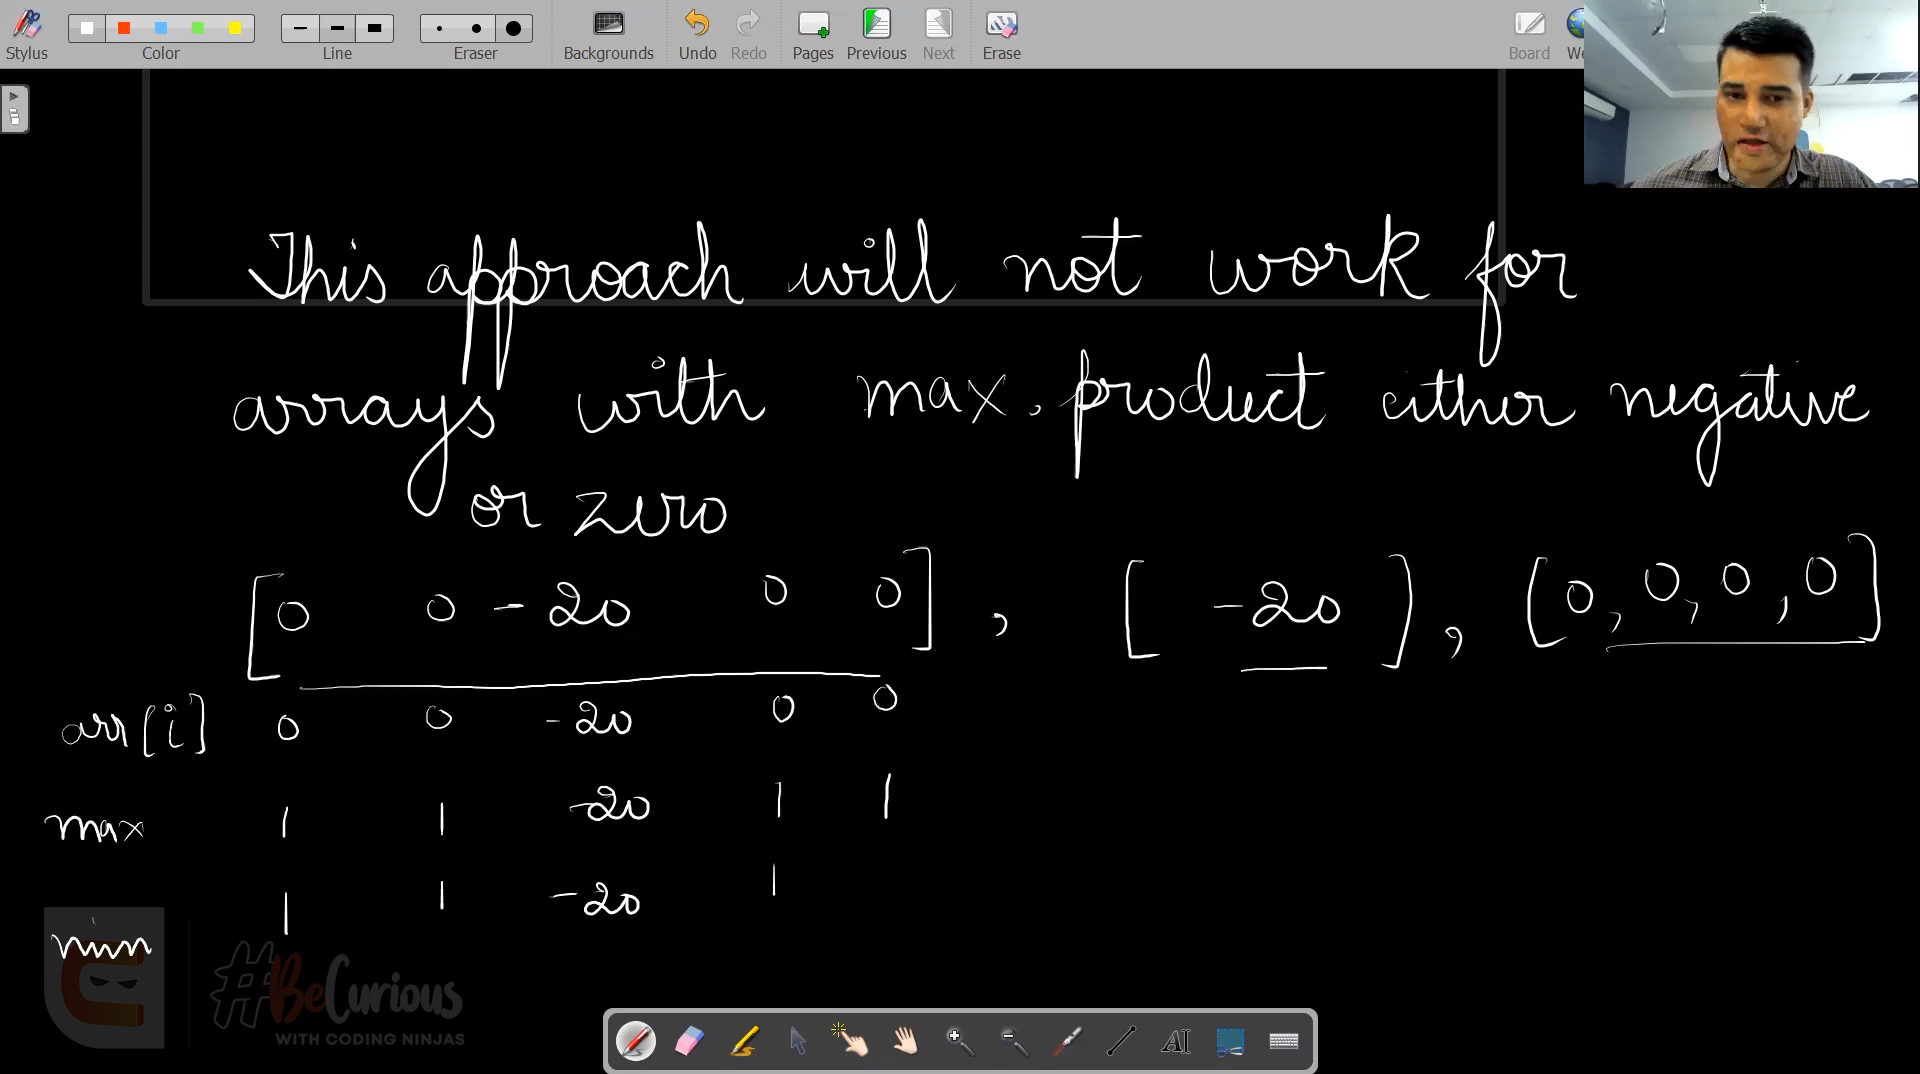 Stylus Color Line Eraser Backgrounds Undo Redo Pages Previous Next Erase Board
This approach will not work for
arrays with max. product either negative
or zero
[0 0 -20 0 0], [-20], [0, 0, 0, 0]
arr[i] 0 0 -20 0 0
max 1 1 -20 1 1
min 1 1 -20 1
#BeCurious
WITH CODING NINJAS
AI